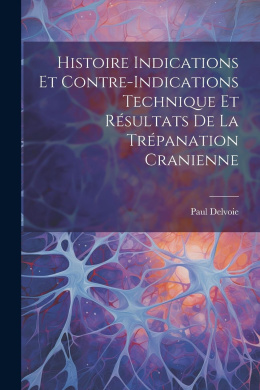 Histoire Indications
Et Contre-Indications
Technique Et
Résultats De La
Trépanation
Cranienne
Paul Delvoie